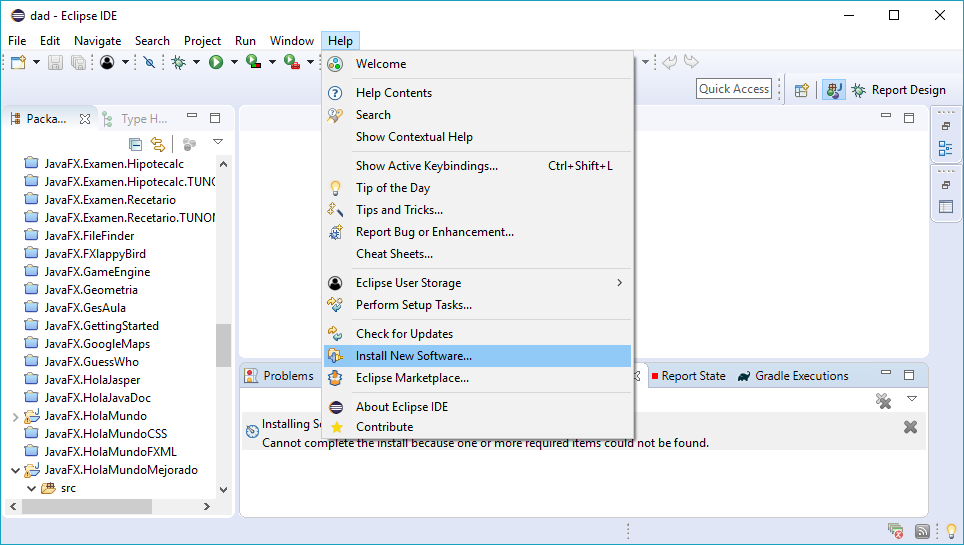 dad - Eclipse IDE
File Edit Navigate Search Project Run Window Help
Welcome
Help Contents
Search
Show Contextual Help
Show Active Keybindings... Ctrl+Shift+L
Tip of the Day
Tips and Tricks...
Report Bug or Enhancement...
Cheat Sheets...
Eclipse User Storage
Perform Setup Tasks...
Check for Updates
Install New Software...
Eclipse Marketplace...
About Eclipse IDE
Contribute
Quick Access
Report Design
Packa... Type H...
JavaFX.Examen.Hipotecalc
JavaFX.Examen.Hipotecalc.TUNO
JavaFX.Examen.Recetario
JavaFX.Examen.Recetario.TUNO
JavaFX.FileFinder
JavaFX.FXlappyBird
JavaFX.GameEngine
JavaFX.Geometria
JavaFX.GesAula
JavaFX.GettingStarted
JavaFX.GoogleMaps
JavaFX.GuessWho
JavaFX.HolaJasper
JavaFX.HolaJavaDoc
JavaFX.HolaMundo
JavaFX.HolaMundoCSS
JavaFX.HolaMundoFXML
JavaFX.HolaMundoMejorado
src
Problems Report State Gradle Executions
Installing
Cannot complete the install because one or more required items could not be found.